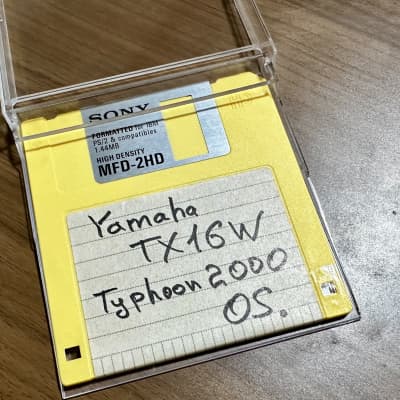 SONY
FORMATTED for IBM
PS/2 & compatibles
1.44MB
HIGH DENSITY
MFD-2HD
Yamaha
TX16W
Typhoon 2000
OS.